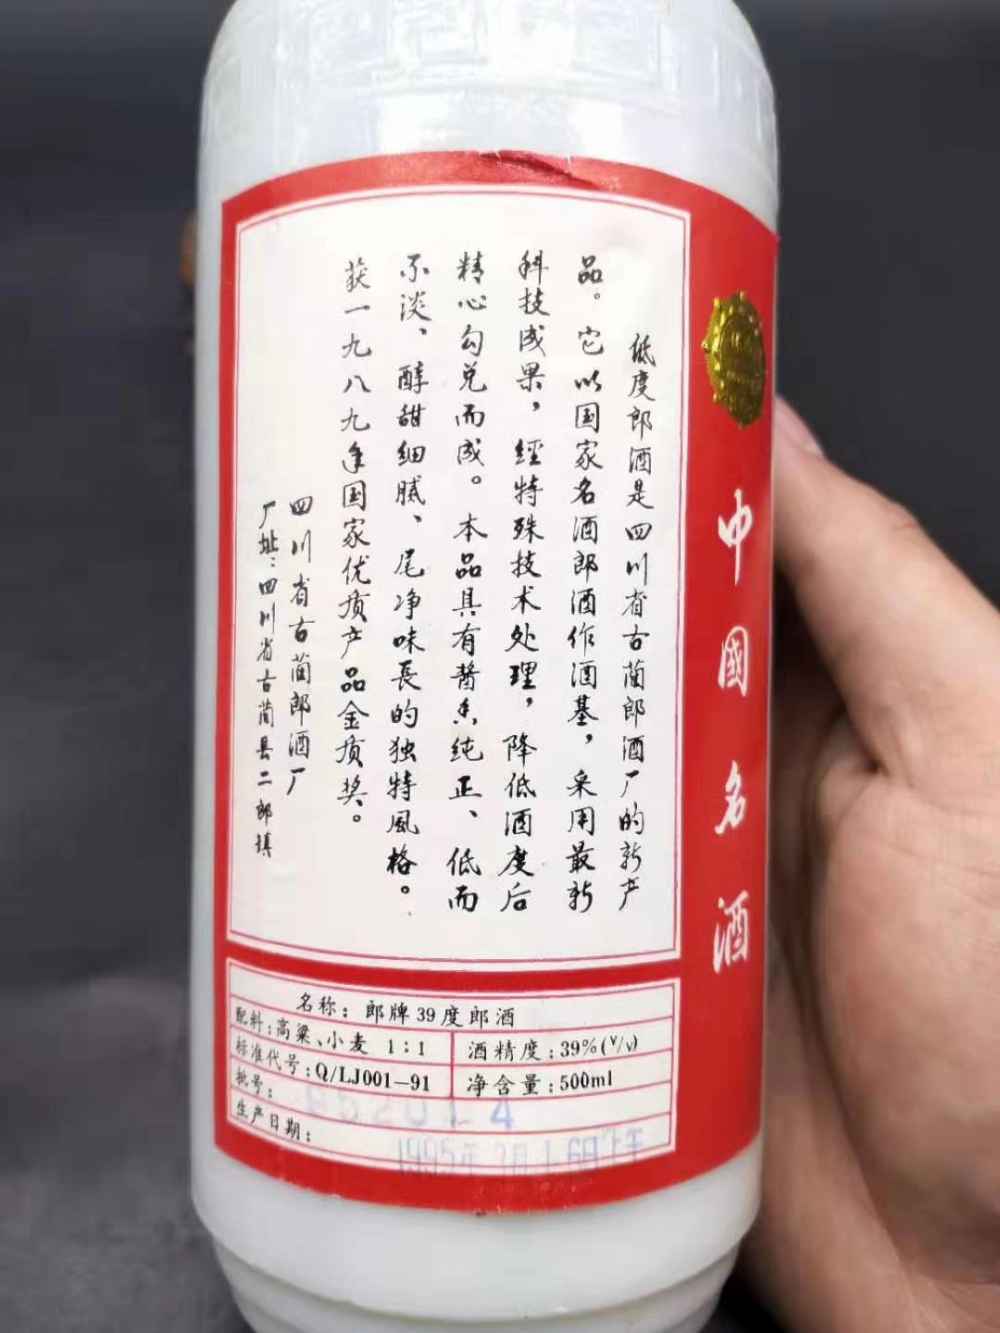 低度郎酒是四川省古蔺郎酒厂的新产
品。它以国家名酒郎酒作酒基，采用最新
科技成果，经特殊技术处理，降低酒度后
精心勾兑而成。本品具有酱香纯正、低而
不淡、醇甜细腻、尾净味長的独特風格。
获一九八九年国家优质产品金质奖。
四川省古蔺郎酒厂
厂址：四川省古蔺县二郎镇
中國名酒
名称：郎牌39度郎酒
配料：高粱、小麦 1：1
酒精度：39%(V/V)
标准代号：Q/LJ001—91
净含量：500ml
批号：
生产日期：